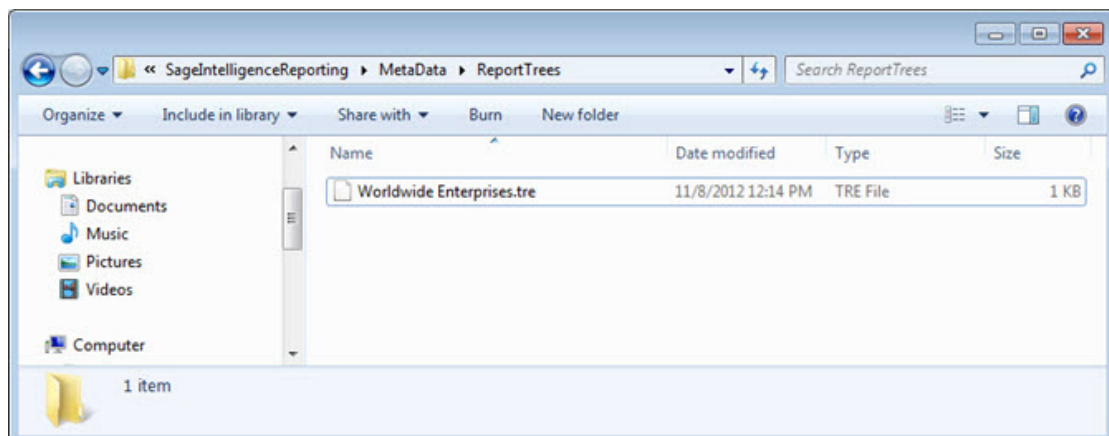 « SageIntelligenceReporting MetaData ReportTrees Search ReportTrees
Organize Include in library Share with Burn New folder
Name Date modified Type Size
Libraries
Documents
Music
Pictures
Videos
Computer
Worldwide Enterprises.tre 11/8/2012 12:14 PM TRE File 1 KB
1 item